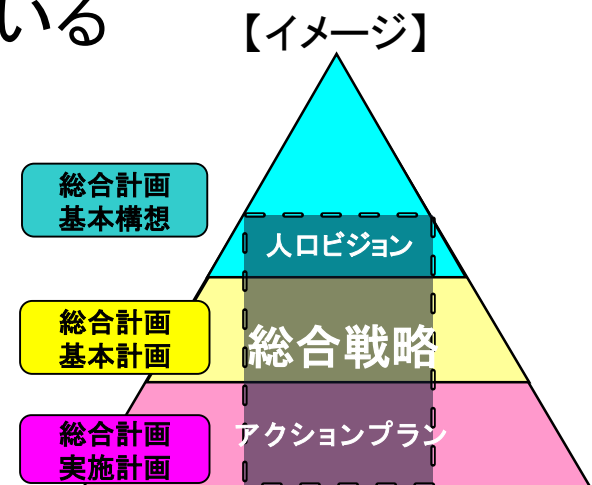 いる
【イメージ】
総合計画
基本構想
人口ビジョン
総合計画
基本計画
総合戦略
総合計画
実施計画
アクションプラン